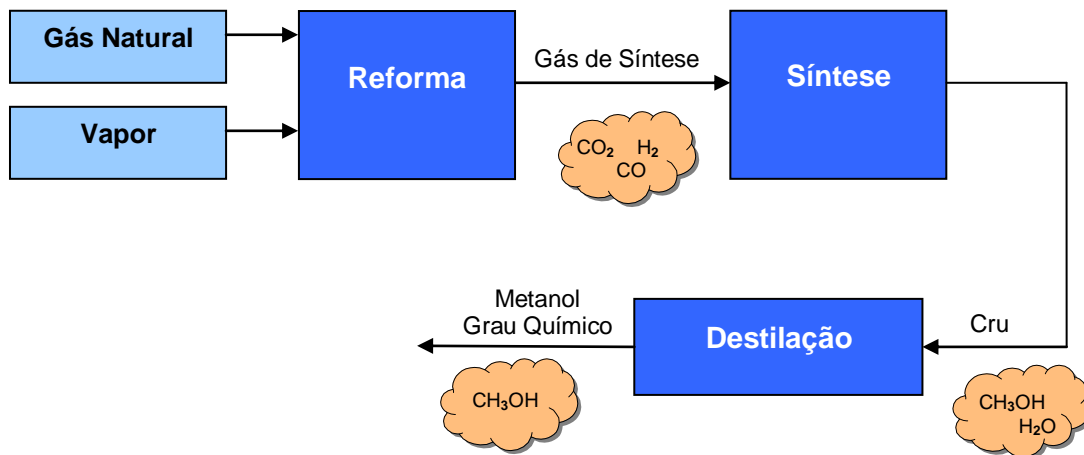 Gás Natural
Vapor
Reforma
Gás de Síntese
CO₂ H₂
CO
Síntese
Metanol
Grau Químico
CH₃OH
Destilação
Cru
CH₃OH
H₂O